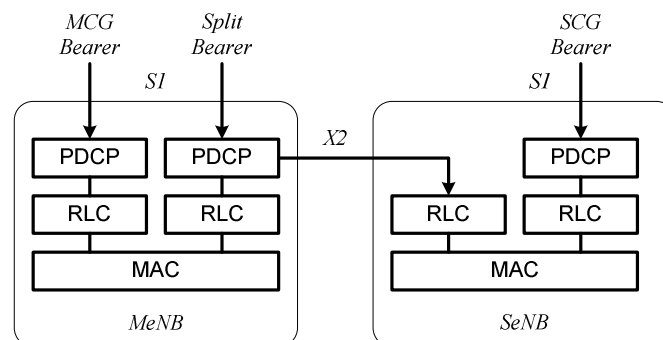 MCG
Bearer
Split
Bearer
SCG
Bearer
S1
S1
PDCP
PDCP
X2
PDCP
RLC
RLC
RLC
RLC
MAC
MAC
MeNB
SeNB